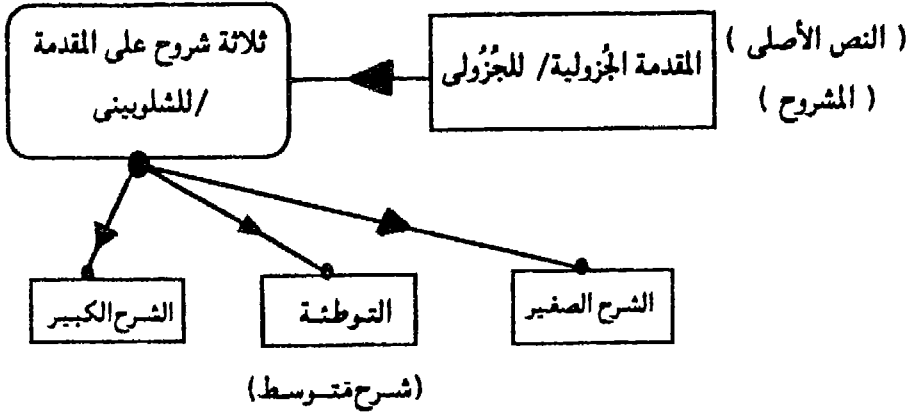 ( النص الأصلى )
( المشروح )
المقدمة الجُزولية/ للجُزُولى
ثلاثة شروح على المقدمة
/للشلوبينى
الشرح الصغير
التوطئة
(شرح متوسط)
الشرح الكبير